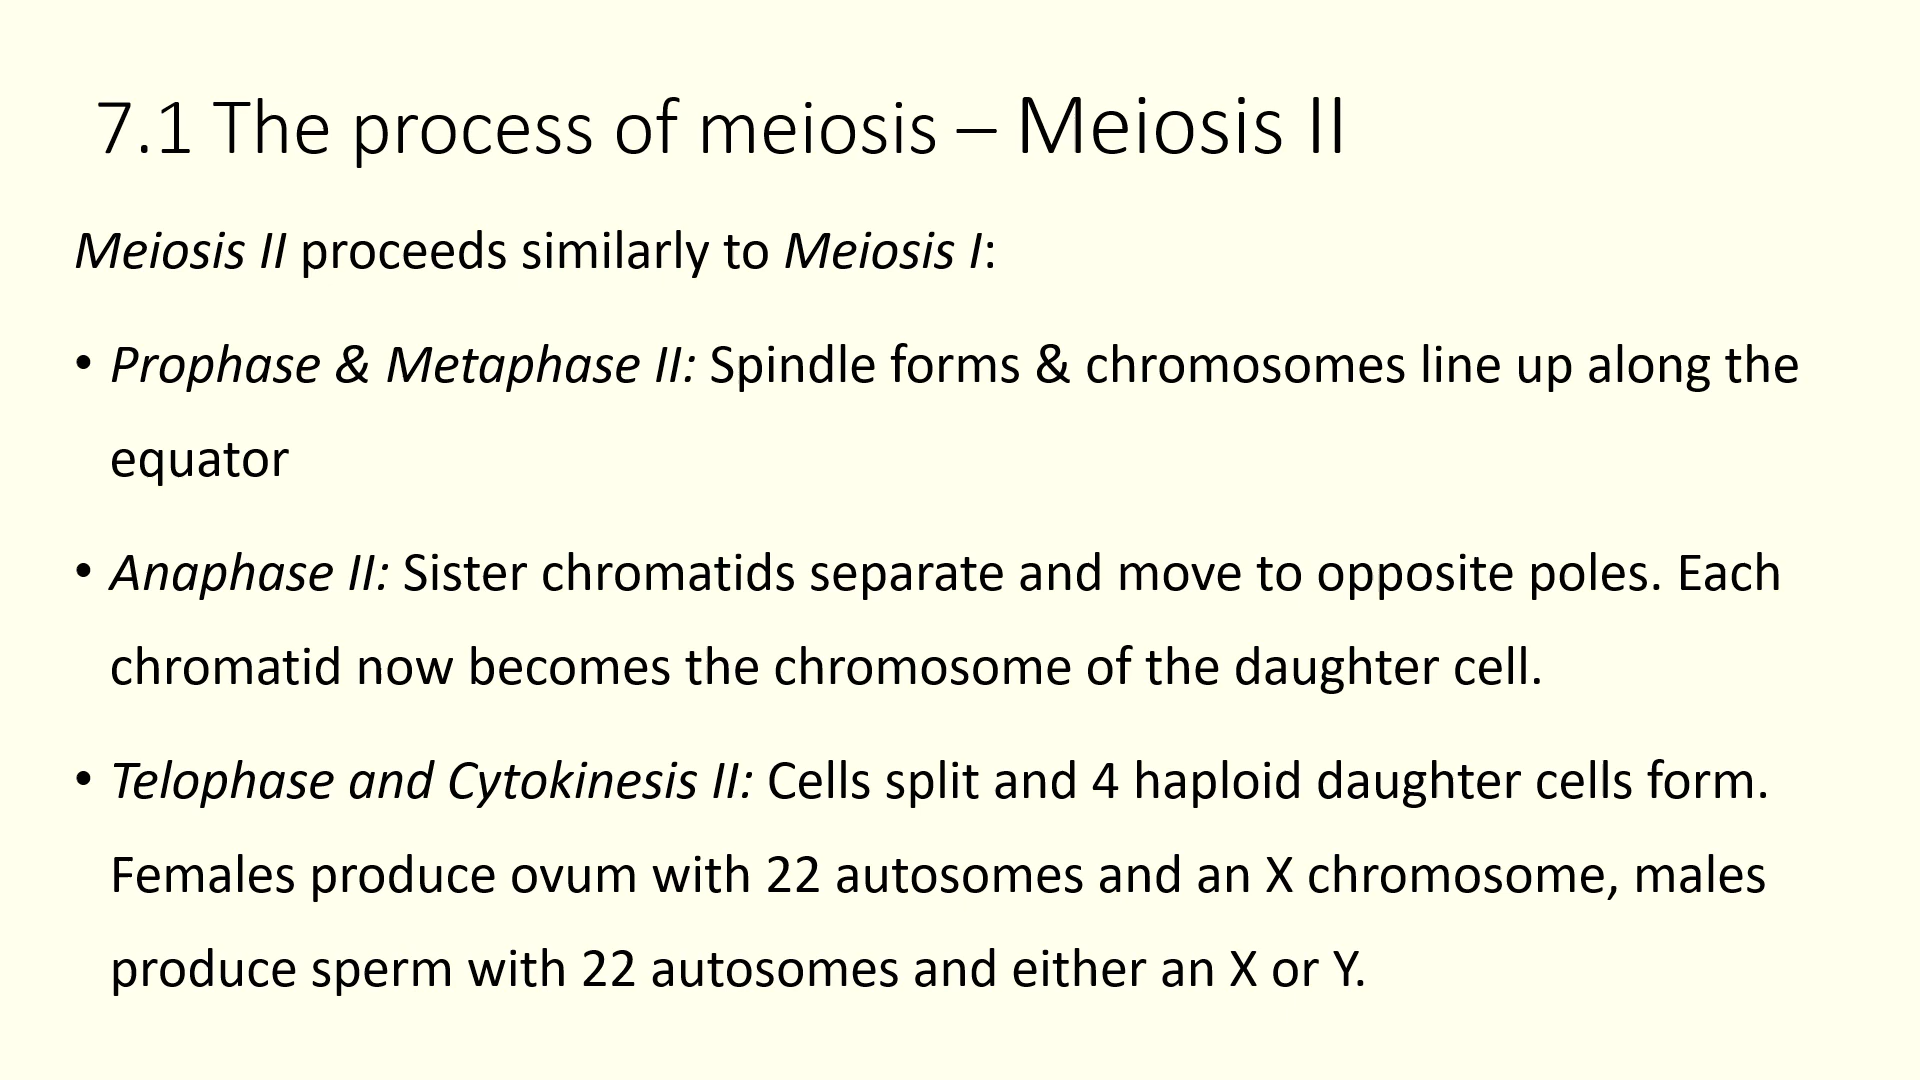 7.1 The process of meiosis – Meiosis II
Meiosis II proceeds similarly to Meiosis I:
• Prophase & Metaphase II: Spindle forms & chromosomes line up along the
equator
• Anaphase II: Sister chromatids separate and move to opposite poles. Each
chromatid now becomes the chromosome of the daughter cell.
• Telophase and Cytokinesis II: Cells split and 4 haploid daughter cells form.
Females produce ovum with 22 autosomes and an X chromosome, males
produce sperm with 22 autosomes and either an X or Y.